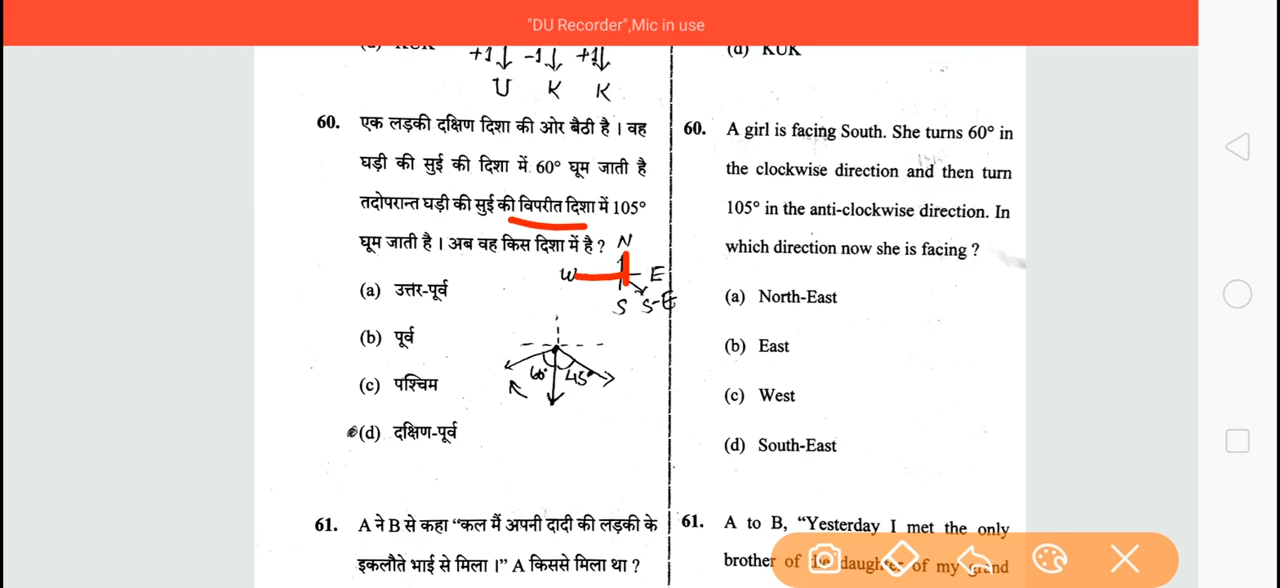 "DU Recorder",Mic in use
+1 -1 +1
U K K
(d) KUK
60. एक लड़की दक्षिण दिशा की ओर बैठी है । वह
घड़ी की सुई की दिशा में 60° घूम जाती है
तदोपरान्त घड़ी की सुई की विपरीत दिशा में 105°
घूम जाती है । अब वह किस दिशा में है ?
(a) उत्तर-पूर्व
(b) पूर्व
(c) पश्चिम
(d) दक्षिण-पूर्व
N
W E
S S-E
60° 45°
61. A ने B से कहा "कल मैं अपनी दादी की लड़की के
इकलौते भाई से मिला ।" A किससे मिला था ?
60. A girl is facing South. She turns 60° in
the clockwise direction and then turn
105° in the anti-clockwise direction. In
which direction now she is facing ?
(a) North-East
(b) East
(c) West
(d) South-East
61. A to B, "Yesterday I met the only
brother of daughter of my grand